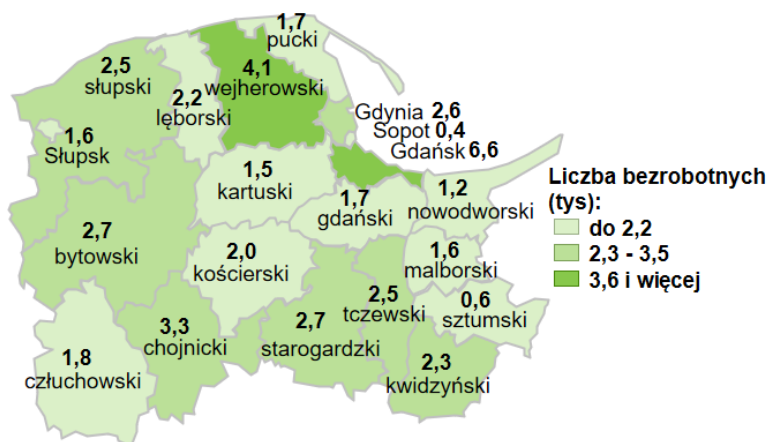 1,7
pucki
2,5
słupski
4,1
wejherowski
2,2
lęborski
Gdynia 2,6
Sopot 0,4
Gdańsk 6,6
1,6
Słupsk
1,5
kartuski
1,7
gdański
1,2
nowodworski
2,7
bytowski
2,0
kościerski
1,6
malborski
2,5
tczewski
0,6
sztumski
3,3
chojnicki
2,7
starogardzki
1,8
człuchowski
2,3
kwidzyński
Liczba bezrobotnych
(tys):
do 2,2
2,3 - 3,5
3,6 i więcej